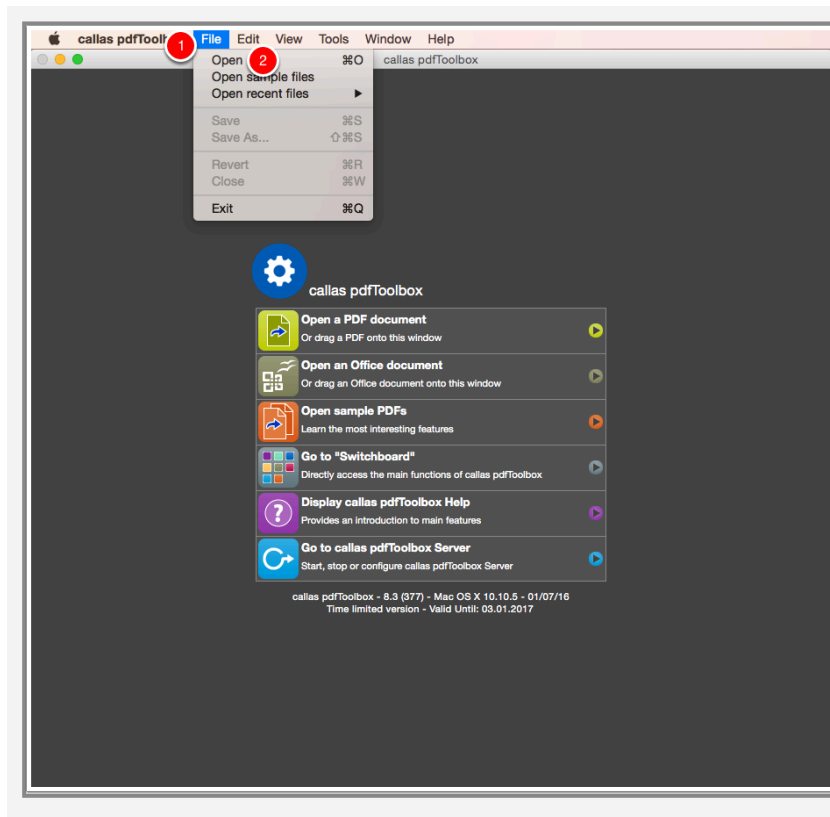 callas pdfToolb File Edit View Tools Window Help
callas pdfToolbox
1
Open 2 ⌘O
Open sample files
Open recent files ▶
Save ⌘S
Save As... ⇧⌘S
Revert ⌘R
Close ⌘W
Exit ⌘Q
callas pdfToolbox
Open a PDF document
Or drag a PDF onto this window
Open an Office document
Or drag an Office document onto this window
Open sample PDFs
Learn the most interesting features
Go to "Switchboard"
Directly access the main functions of callas pdfToolbox
?
Display callas pdfToolbox Help
Provides an introduction to main features
Go to callas pdfToolbox Server
Start, stop or configure callas pdfToolbox Server
callas pdfToolbox - 8.3 (377) - Mac OS X 10.10.5 - 01/07/16
Time limited version - Valid Until: 03.01.2017